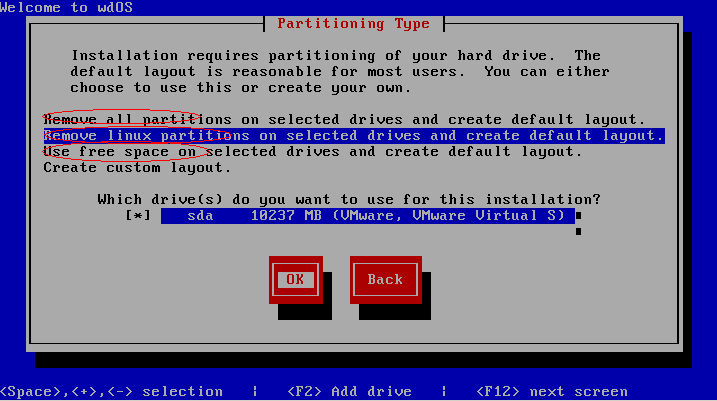 Welcome to wdOS
Partitioning Type
Installation requires partitioning of your hard drive.  The
default layout is reasonable for most users.  You can either
choose to use this or create your own.
Remove all partitions on selected drives and create default layout.
Remove linux partitions on selected drives and create default layout.
Use free space on selected drives and create default layout.
Create custom layout.
Which drive(s) do you want to use for this installation?
[*]   sda    10237 MB (VMware, VMware Virtual S)
OK   Back
<Space>,<+>,<-> selection   |   <F2> Add drive   |   <F12> next screen